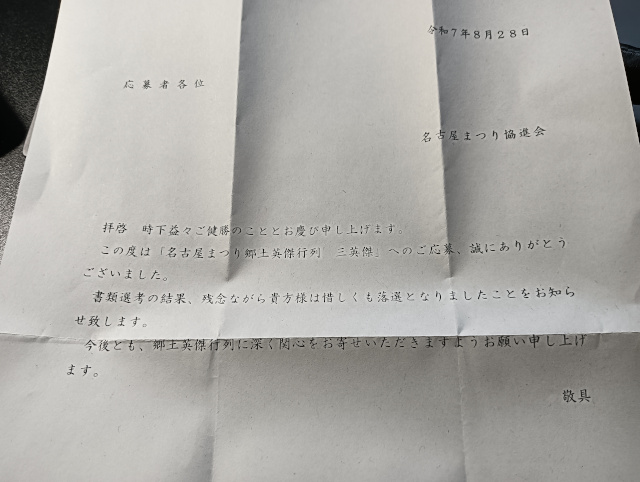 令和7年8月28日
応募者各位
名古屋まつり協進会
拝啓　時下益々ご健勝のこととお慶び申し上げます。
この度は「名古屋まつり郷土英傑行列　三英傑」へのご応募、誠にありがとう
ございました。
書類選考の結果、残念ながら貴方様は惜しくも落選となりましたことをお知ら
せ致します。
今後とも、郷土英傑行列に深く関心をお寄せいただきますようお願い申し上げ
ます。
敬具